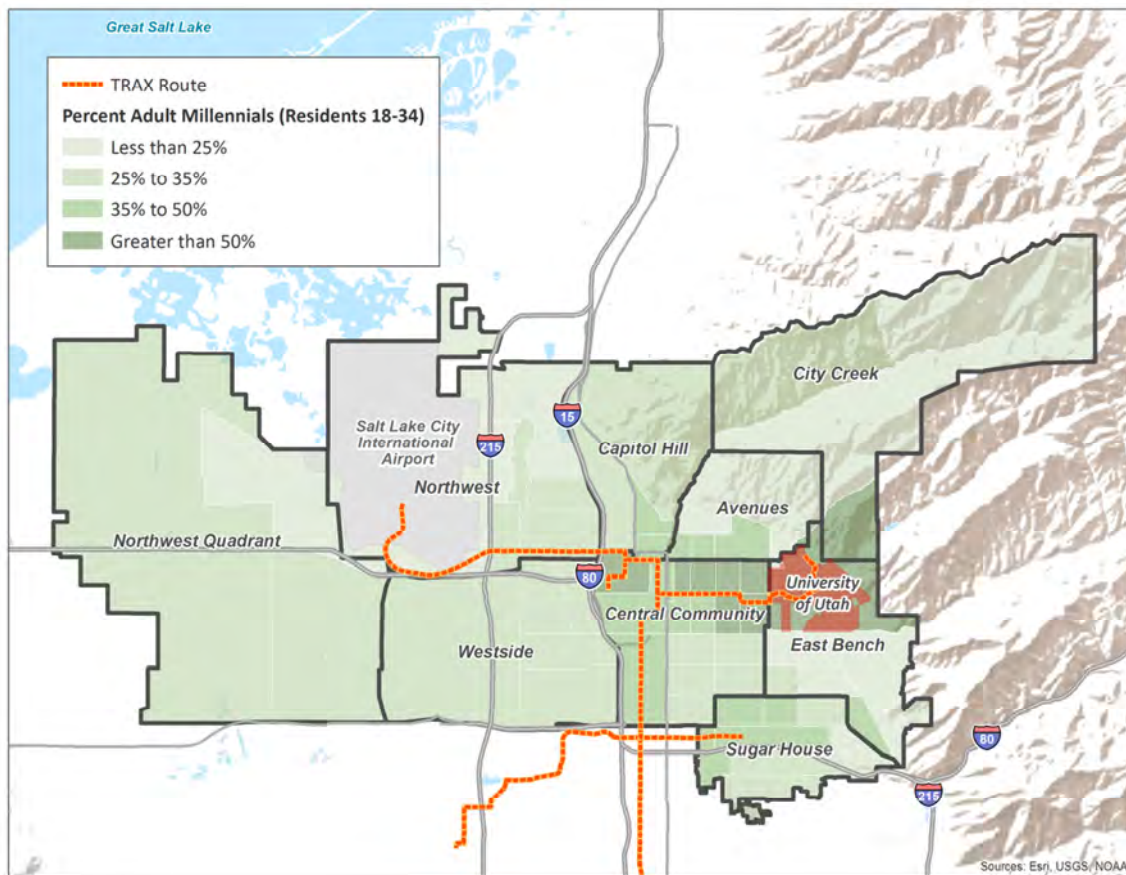 Great Salt Lake
TRAX Route
Percent Adult Millennials (Residents 18-34)
Less than 25%
25% to 35%
35% to 50%
Greater than 50%
City Creek
Salt Lake City
International
Airport
15
215
Capitol Hill
Northwest
Avenues
Northwest Quadrant
80
University
of Utah
Central Community
Westside
East Bench
Sugar House
80
215
Sources: Esri, USGS, NOAA